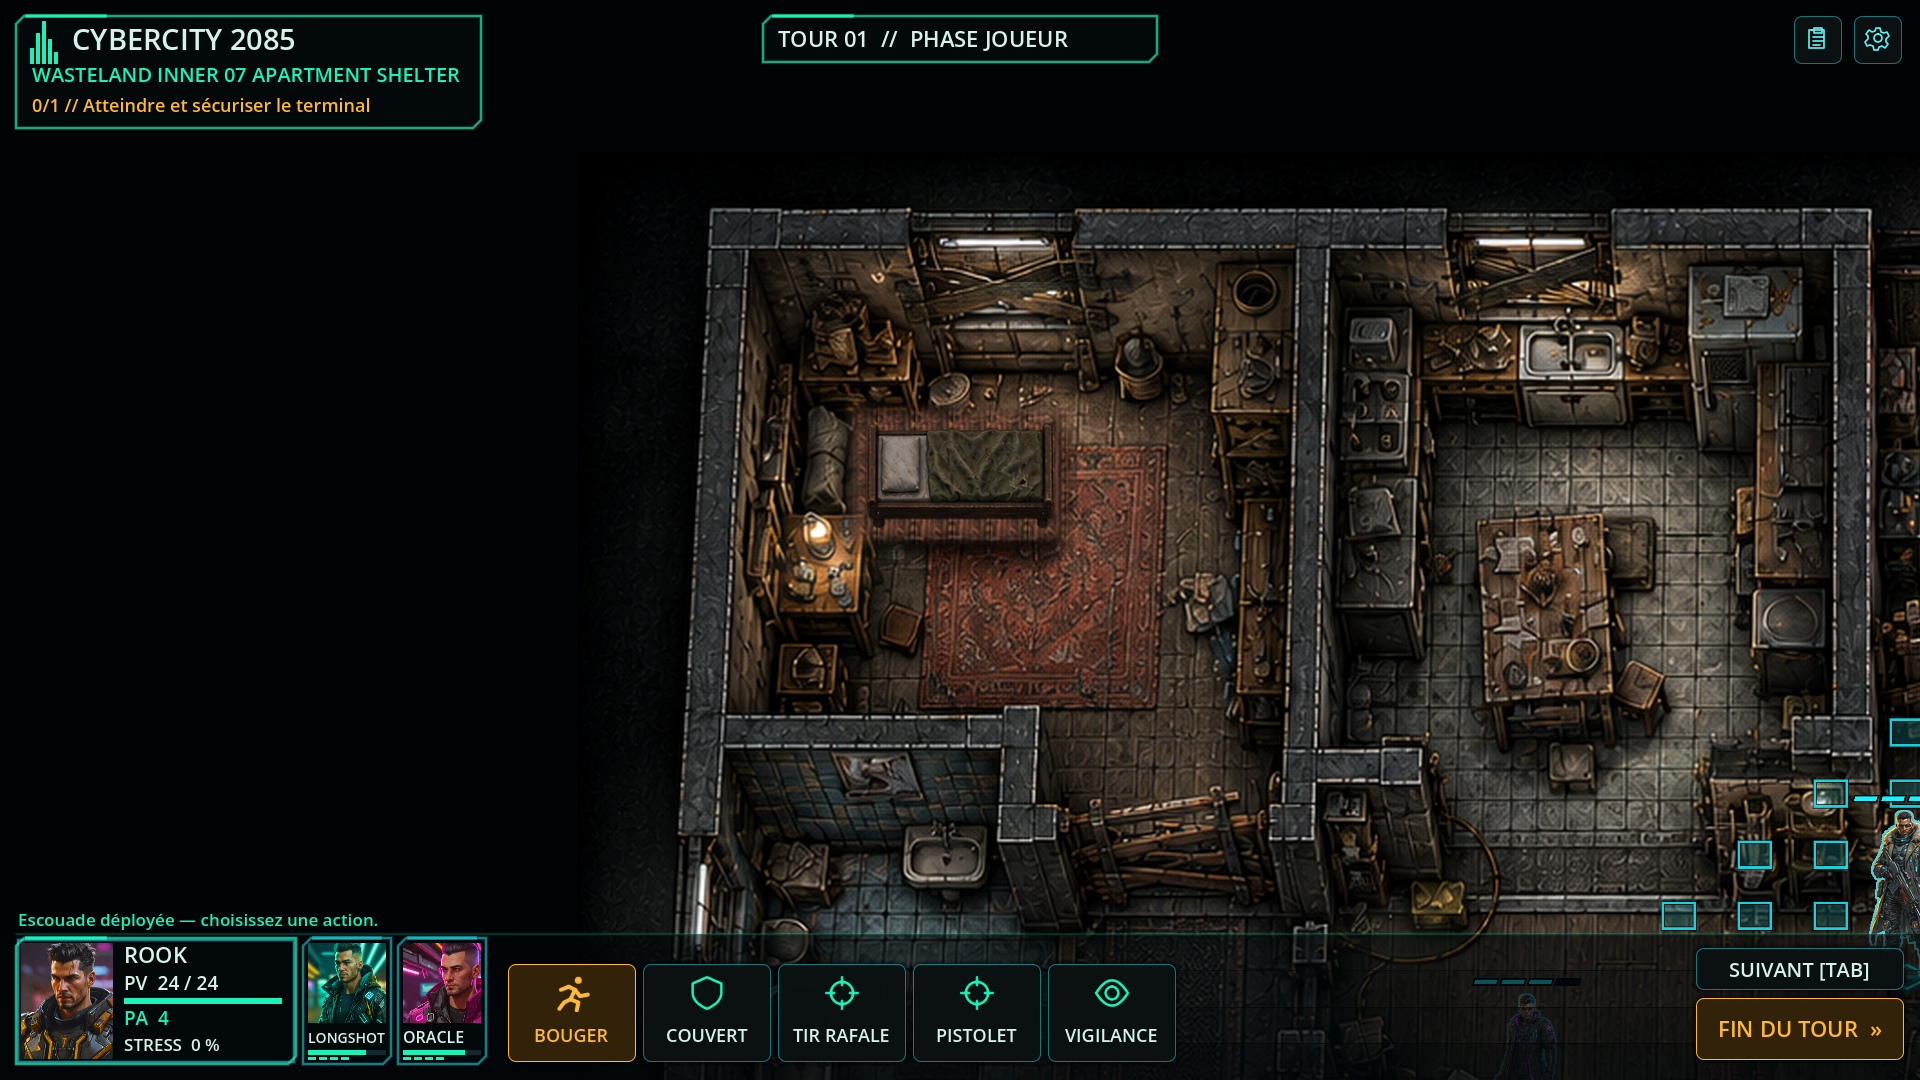 CYBERCITY 2085
WASTELAND INNER 07 APARTMENT SHELTER
0/1 // Atteindre et sécuriser le terminal
TOUR 01 // PHASE JOUEUR
Escouade déployée — choisissez une action.
ROOK
PV 24 / 24
PA 4
STRESS 0 %
LONGSHOT
ORACLE
BOUGER
COUVERT
TIR RAFALE
PISTOLET
VIGILANCE
SUIVANT [TAB]
FIN DU TOUR »